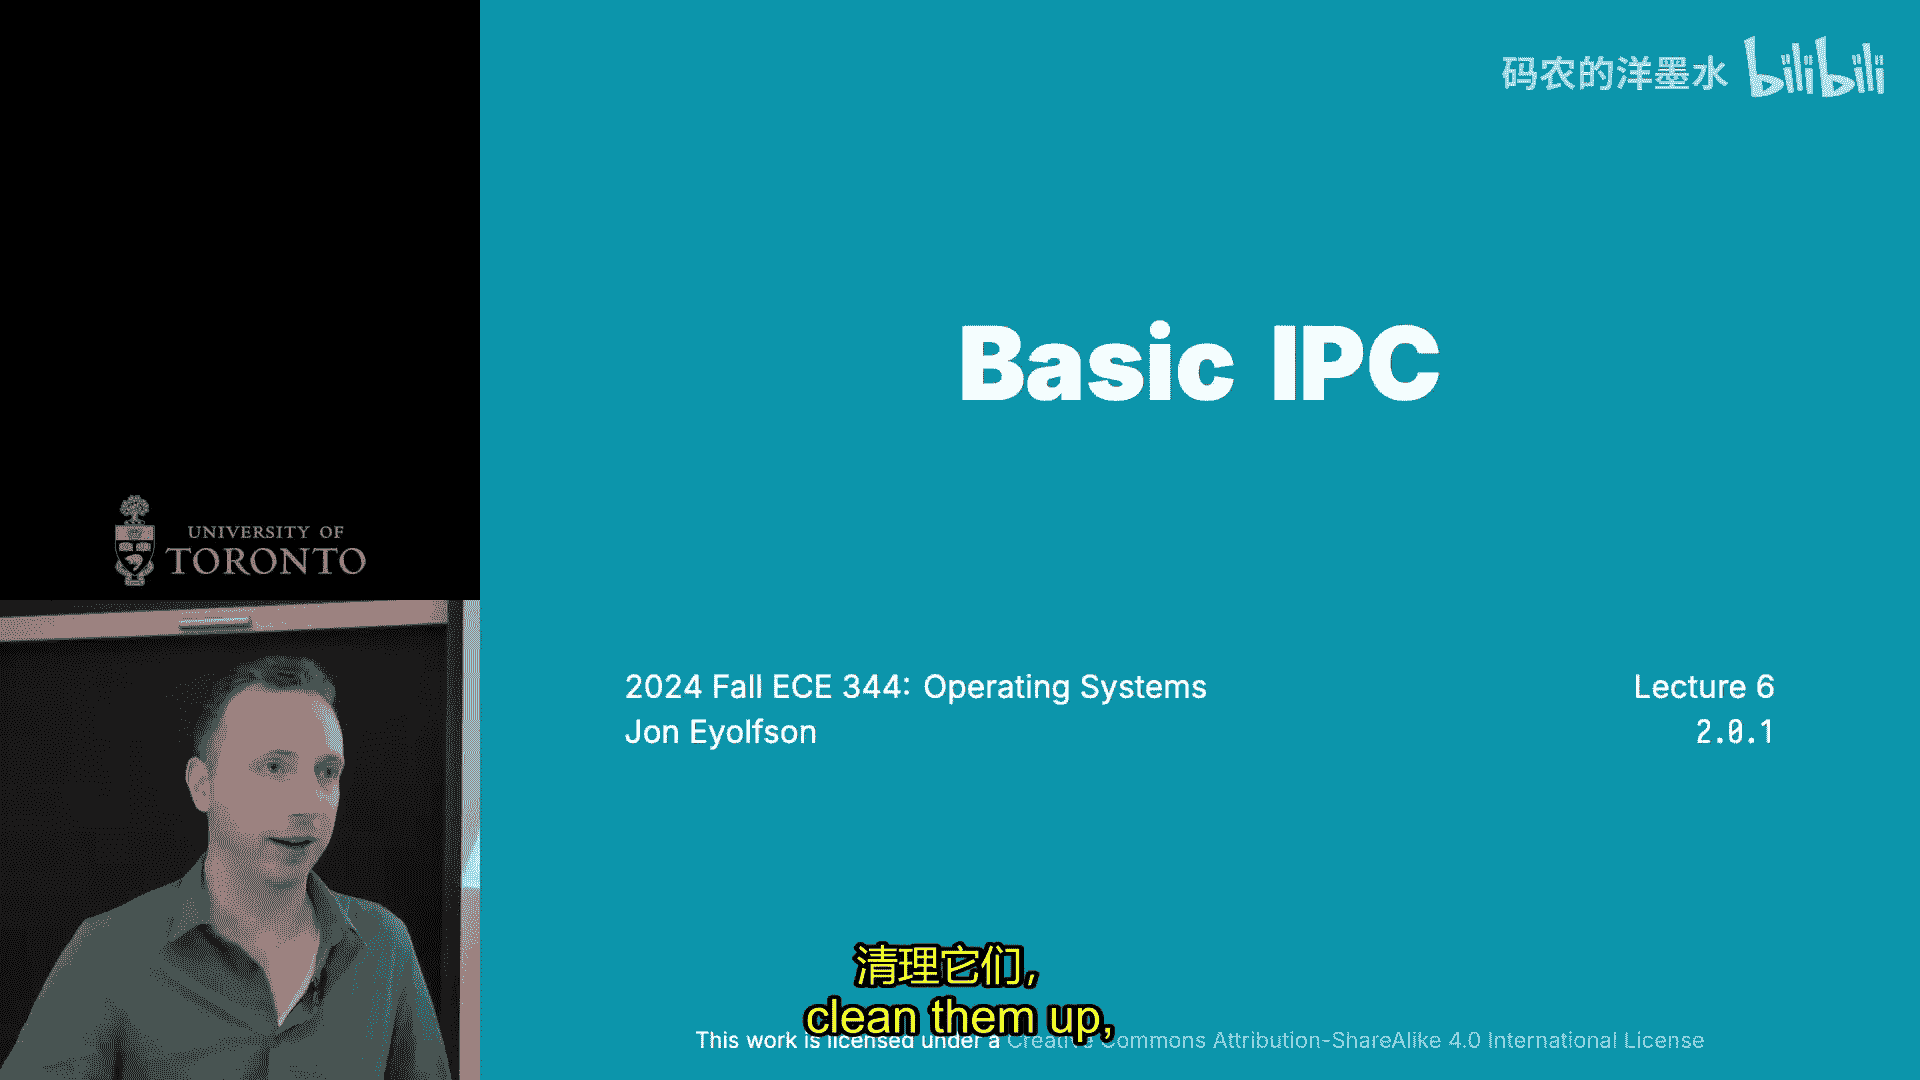 码农的洋墨水 bilibili
Basic IPC
UNIVERSITY OF
TORONTO
2024 Fall ECE 344: Operating Systems
Jon Eyolfson
Lecture 6
2.0.1
清理它们,
clean them up,
This work is licensed under a Creative Commons Attribution-ShareAlike 4.0 International License